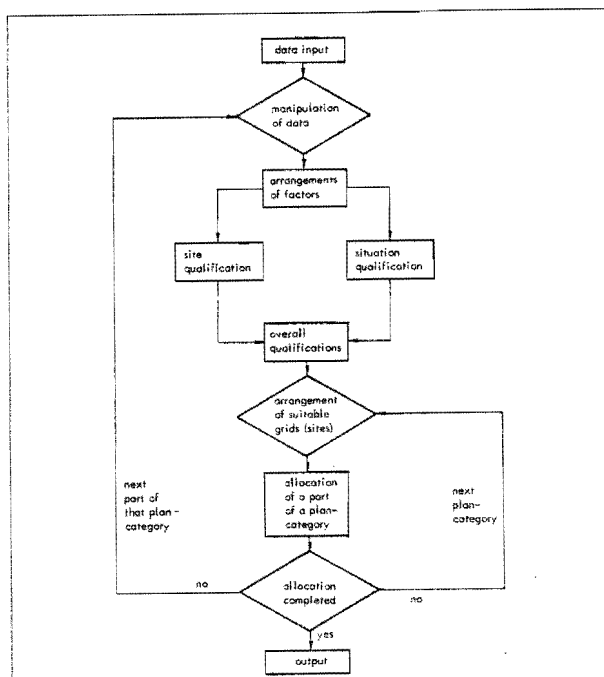 data input
manipulation
of data
arrangements
of factors
site
qualification
situation
qualification
overall
qualifications
arrangement
of suitable
grids (sites)
next
part of
that plan-
category
allocation
of a part
of a plan-
category
next
plan-
category
no
allocation
completed
no
yes
output